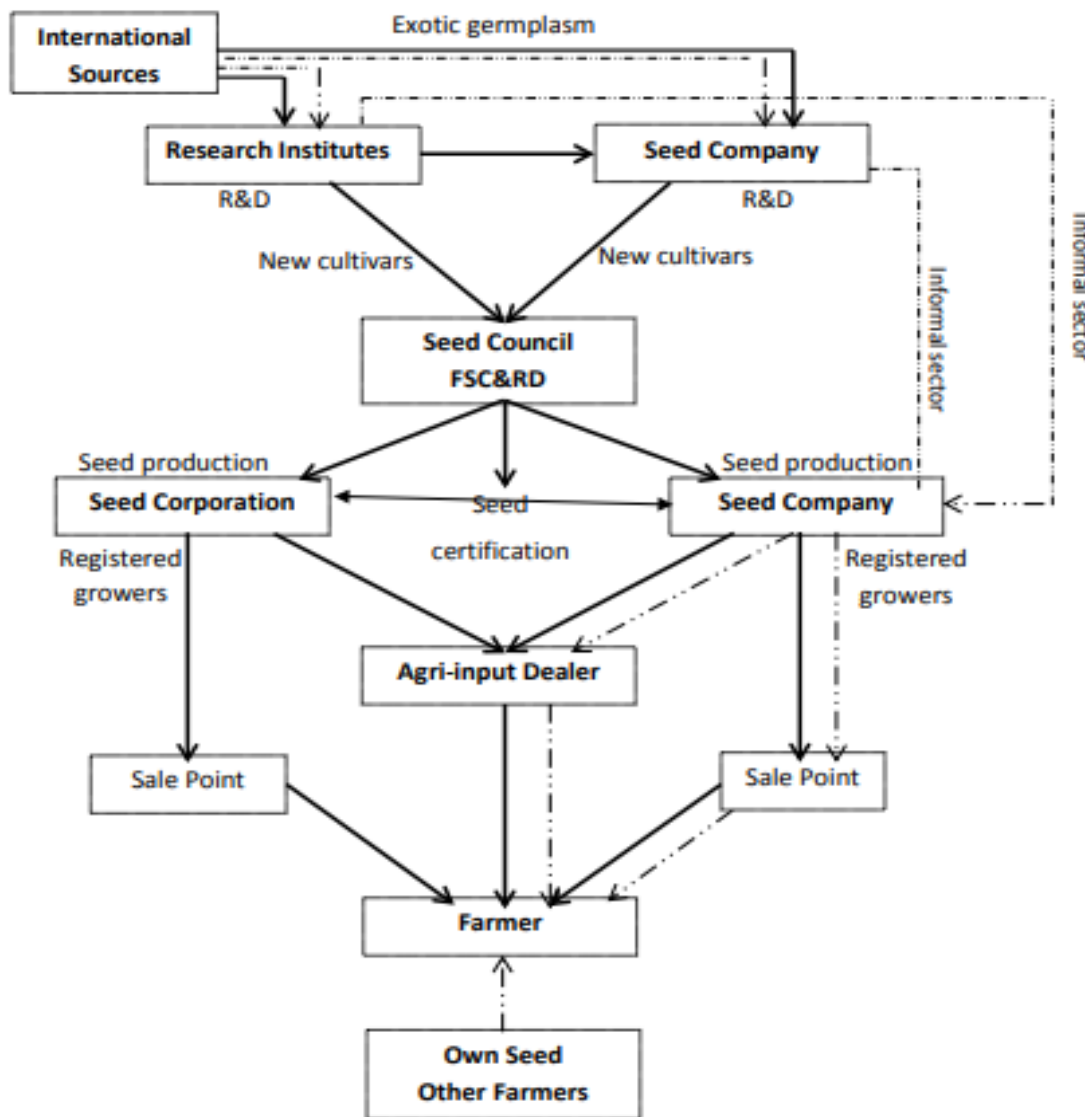 International
Sources
Exotic germplasm
Research Institutes
Seed Company
R&D
R&D
New cultivars
New cultivars
Informal sector
Informal sector
Seed Council
FSC&RD
Seed production
Seed production
Seed Corporation
Seed
Seed Company
Registered
growers
certification
Registered
growers
Agri-input Dealer
Sale Point
Sale Point
Farmer
Own Seed
Other Farmers